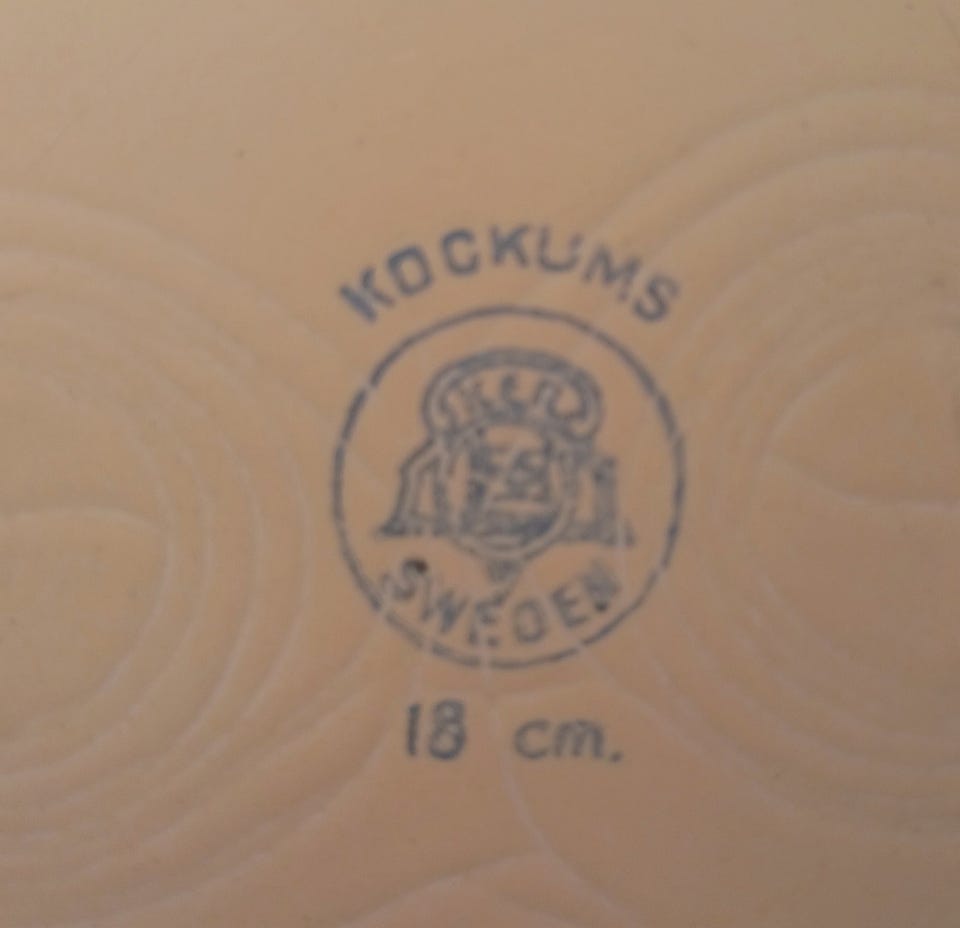 KOCKUMS
SWEDEN
18 cm.